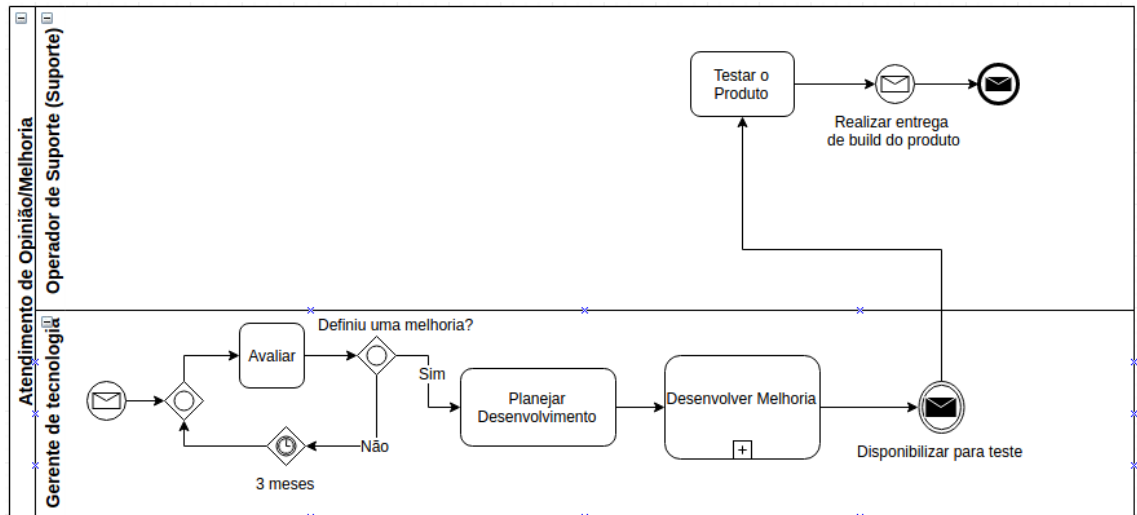 Atendimento de Opinião/Melhoria
Operador de Suporte (Suporte)
Testar o
Produto
Realizar entrega
de build do produto
Gerente de tecnologia
Definiu uma melhoria?
Avaliar
Sim
Não
3 meses
Planejar
Desenvolvimento
Desenvolver Melhoria
Disponibilizar para teste